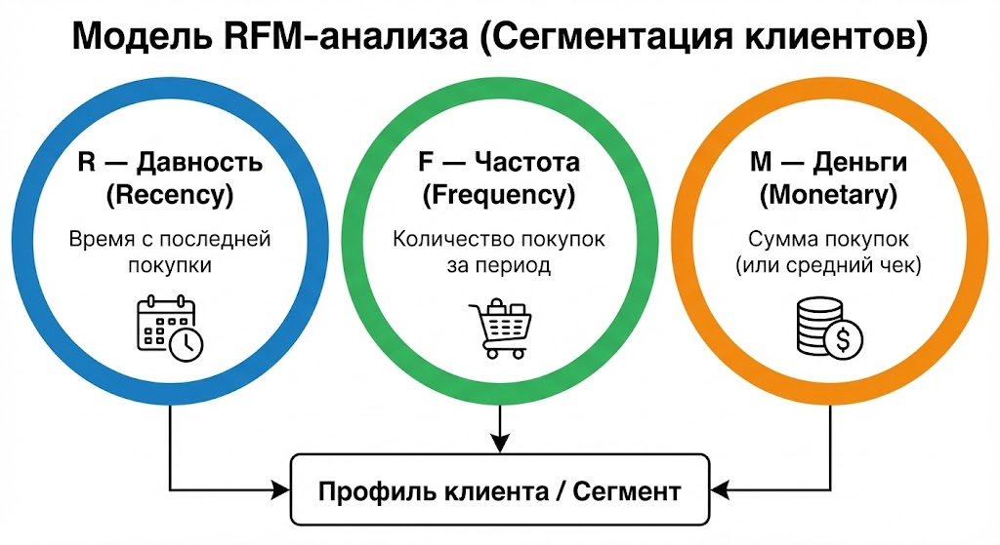 Модель RFM-анализа (Сегментация клиентов)
R — Давность
(Recency)
Время с последней
покупки
F — Частота
(Frequency)
Количество покупок
за период
M — Деньги
(Monetary)
Сумма покупок
(или средний чек)
$
Профиль клиента / Сегмент